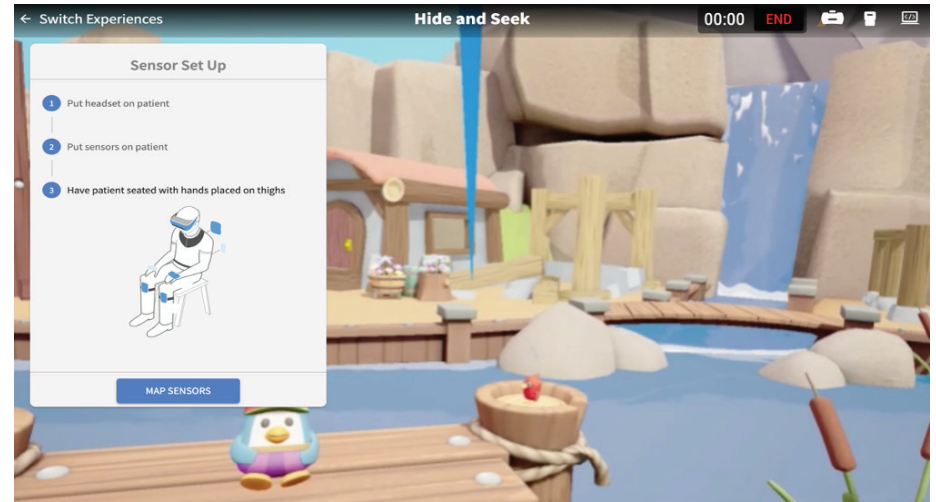 ← Switch Experiences
Hide and Seek
00:00 END
</>
Sensor Set Up
1 Put headset on patient
2 Put sensors on patient
3 Have patient seated with hands placed on thighs
MAP SENSORS